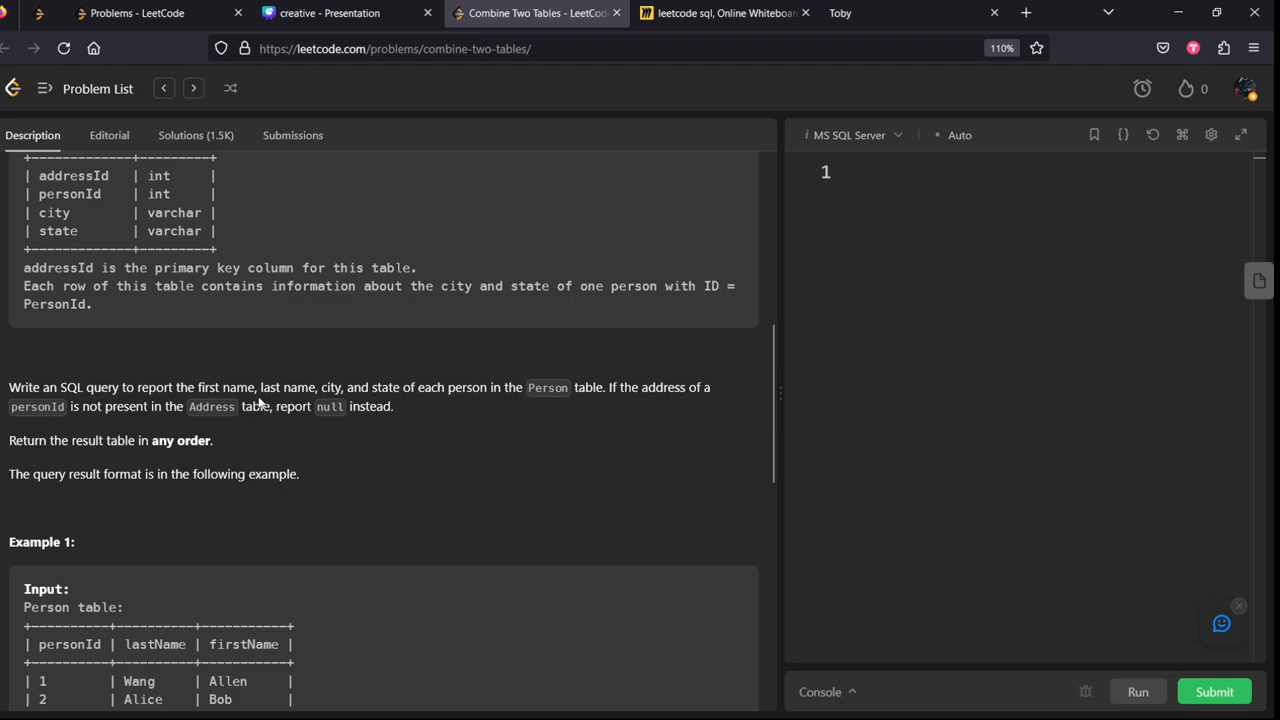 Problems - LeetCode
creative - Presentation
Combine Two Tables - LeetCode
leetcode sql, Online Whiteboard
Toby
https://leetcode.com/problems/combine-two-tables/
110%
Problem List
0
Description
Editorial
Solutions (1.5K)
Submissions
i MS SQL Server
• Auto
+-------------+---------+
| addressId | int |
| personId | int |
| city | varchar |
| state | varchar |
+-------------+---------+
addressId is the primary key column for this table.
Each row of this table contains information about the city and state of one person with ID =
PersonId.
Write an SQL query to report the first name, last name, city, and state of each person in the Person table. If the address of a
personId is not present in the Address table, report null instead.
Return the result table in any order.
The query result format is in the following example.
Example 1:
Input:
Person table:
+----------+----------+-----------+
| personId | lastName | firstName |
+----------+----------+-----------+
| 1 | Wang | Allen |
| 2 | Alice | Bob |
1
Console
Run
Submit